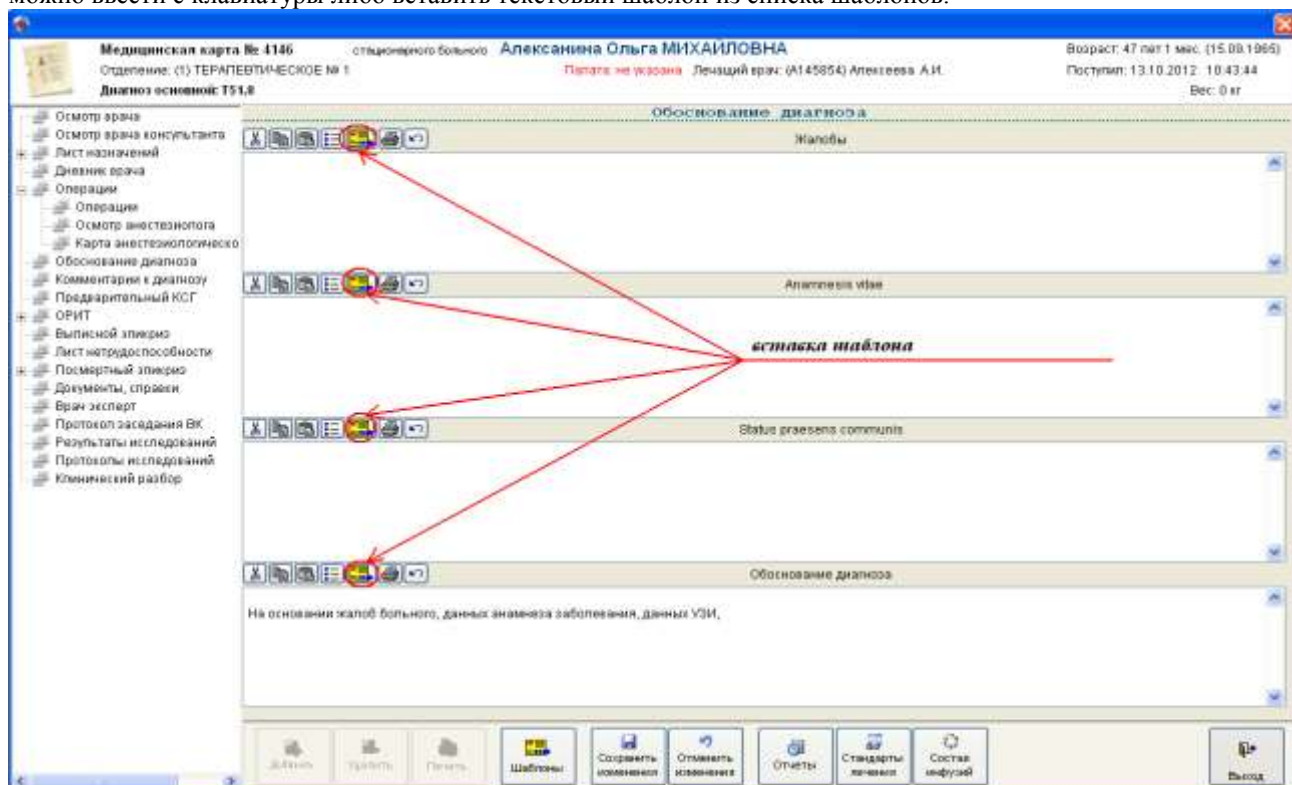 Медицинская карта № 4146 стационарного больного Алексанина Ольга МИХАЙЛОВНА Возраст: 47 лет 1 мес. (15.09.1965)
Отделение: (1) ТЕРАПЕВТИЧЕСКОЕ № 1 Палата: не указана Лечащий врач: (А145854) Алексеева А.И. Поступил: 13.10.2012 10:43:44
Диагноз основной: T51,8 Вес: 0 кг
Обоснование диагноза
Осмотр врача
Осмотр врача консультанта
Лист назначений
Дневник врача
Операции
Операции
Осмотр анестезиолога
Карта анестезиологическо
Обоснование диагноза
Комментарии к диагнозу
Предварительный КСГ
ОРИТ
Выписной эпикриз
Лист нетрудоспособности
Посмертный эпикриз
Документы, справки
Врач эксперт
Протокол заседания ВК
Результаты исследований
Протоколы исследований
Клинический разбор
Жалобы
Anamnesis vitae
вставка шаблона
Status praesens communis
Обоснование диагноза
На основании жалоб больного, данных анамнеза заболевания, данных УЗИ,
Добавить Удалить Печать Шаблоны Сохранить изменения Отменить изменения Отчеты Стандарты лечения Состав инфузий Выход